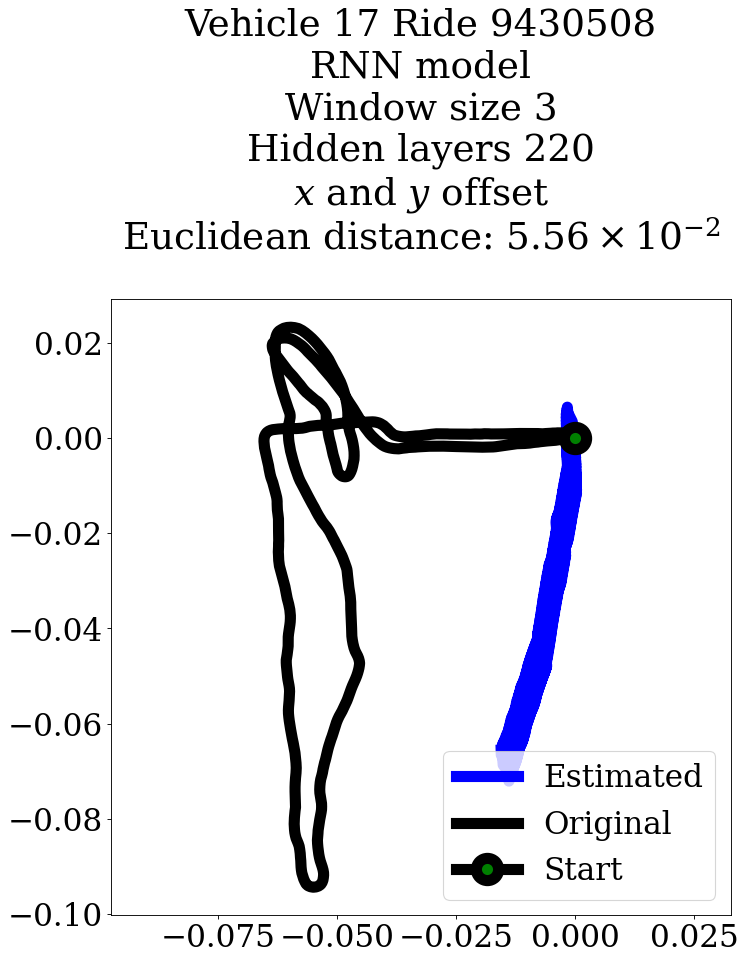 Vehicle 17 Ride 9430508
RNN model
Window size 3
Hidden layers 220
x and y offset
Euclidean distance: 5.56 × 10⁻²
0.02
0.00
−0.02
−0.04
−0.06
−0.08
−0.10
Estimated
Original
Start
−0.075 −0.050 −0.025 0.000 0.025